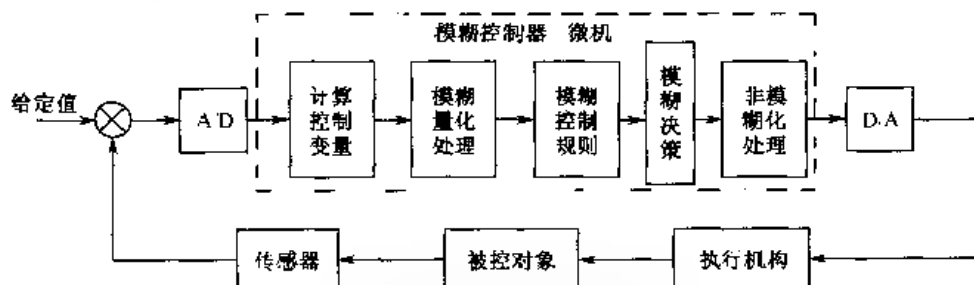 模糊控制器 微机
给定值
A/D
计算
控制
变量
模糊
量化
处理
模糊
控制
规则
模
糊
决
策
非模
糊化
处理
D/A
传感器
被控对象
执行机构